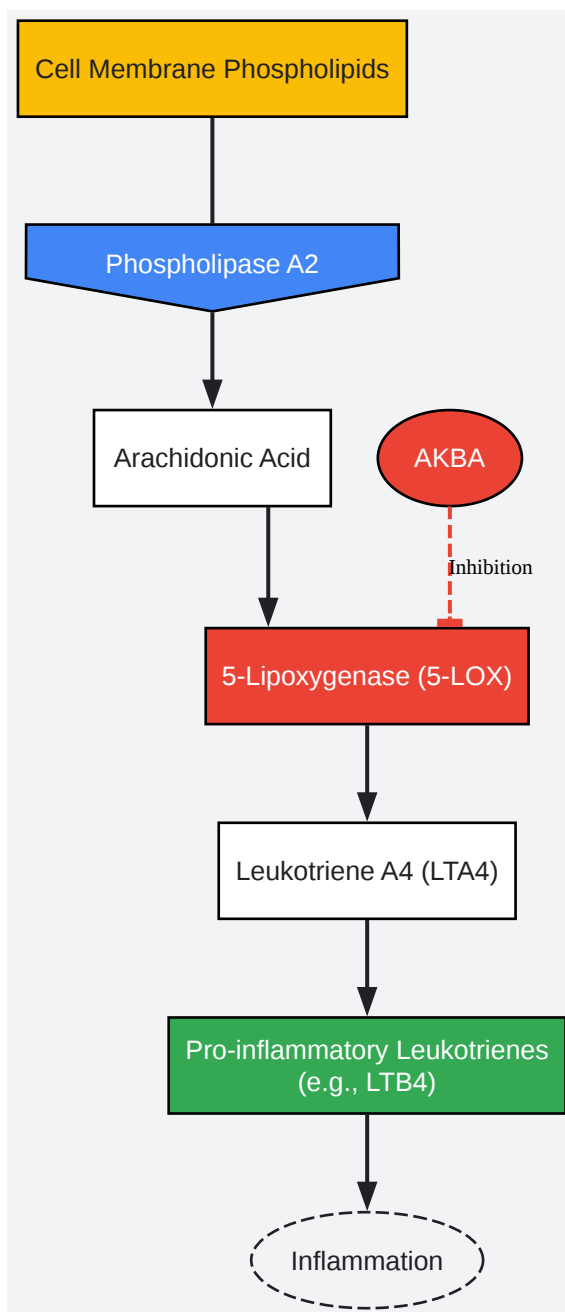 Cell Membrane Phospholipids
Phospholipase A2
Arachidonic Acid
AKBA
Inhibition
5-Lipoxygenase (5-LOX)
Leukotriene A4 (LTA4)
Pro-inflammatory Leukotrienes
(e.g., LTB4)
Inflammation